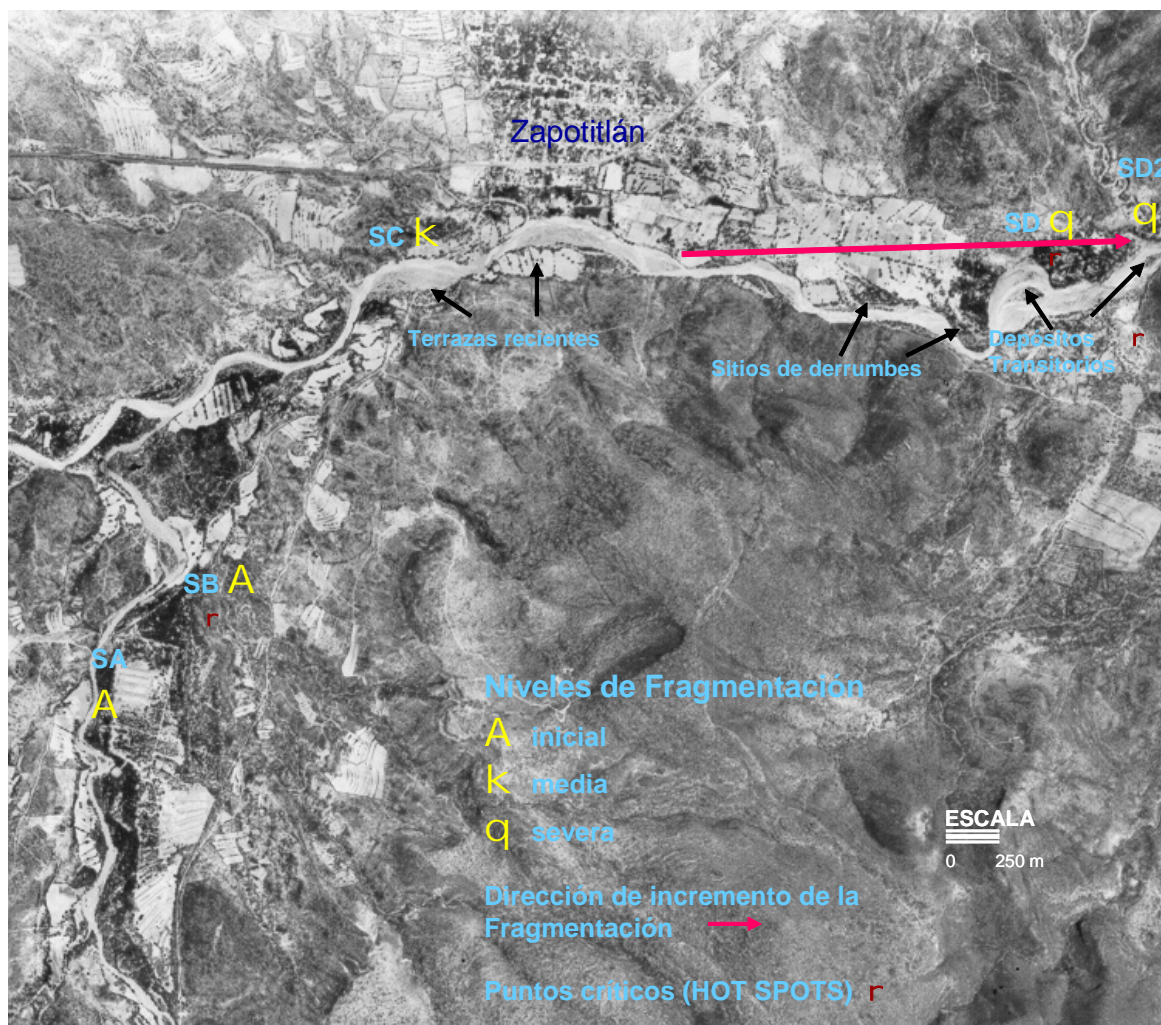 Zapotitlán
SD2
q
SD q
r
SC k
Terrazas recientes
Sitios de derrumbes
Depósitos
Transitorios
r
SB A
r
SA
A
Niveles de Fragmentación
A inicial
k media
q severa
ESCALA
0 250 m
Dirección de incremento de la
Fragmentación
Puntos críticos (HOT SPOTS) r